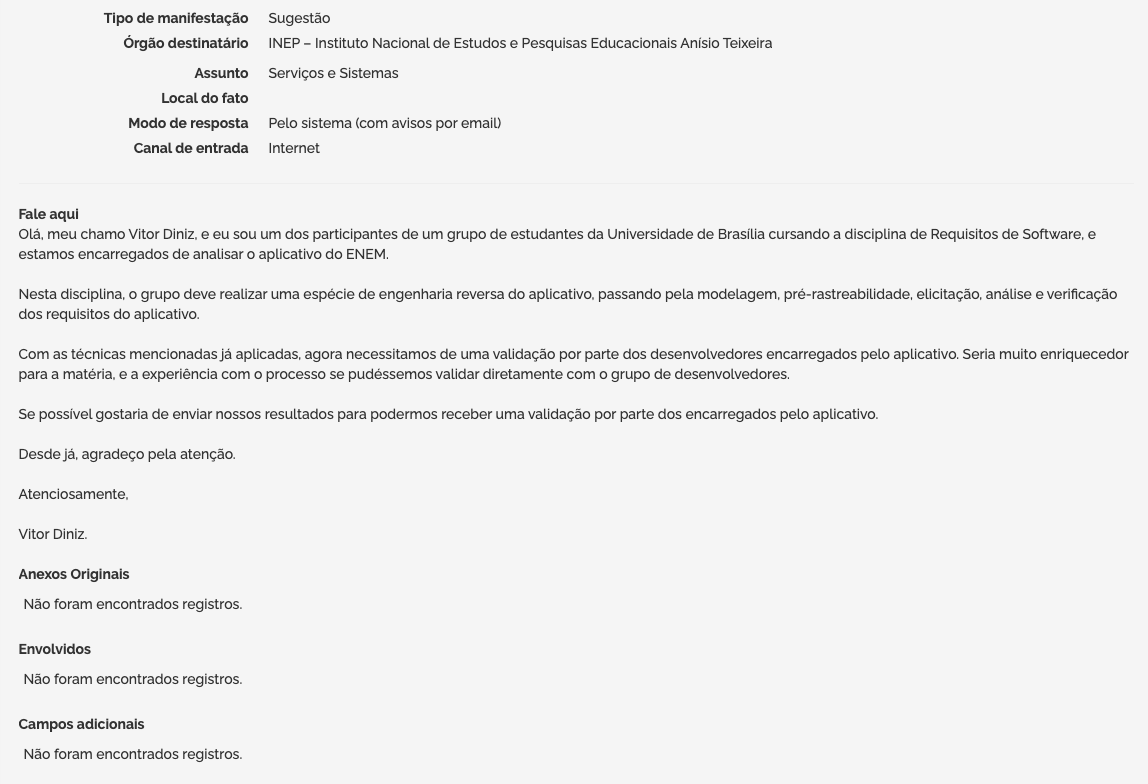 Tipo de manifestação Sugestão
Órgão destinatário INEP – Instituto Nacional de Estudos e Pesquisas Educacionais Anísio Teixeira
Assunto Serviços e Sistemas
Local do fato
Modo de resposta Pelo sistema (com avisos por email)
Canal de entrada Internet
Fale aqui
Olá, meu chamo Vitor Diniz, e eu sou um dos participantes de um grupo de estudantes da Universidade de Brasília cursando a disciplina de Requisitos de Software, e
estamos encarregados de analisar o aplicativo do ENEM.
Nesta disciplina, o grupo deve realizar uma espécie de engenharia reversa do aplicativo, passando pela modelagem, pré-rastreabilidade, elicitação, análise e verificação
dos requisitos do aplicativo.
Com as técnicas mencionadas já aplicadas, agora necessitamos de uma validação por parte dos desenvolvedores encarregados pelo aplicativo. Seria muito enriquecedor
para a matéria, e a experiência com o processo se pudéssemos validar diretamente com o grupo de desenvolvedores.
Se possível gostaria de enviar nossos resultados para podermos receber uma validação por parte dos encarregados pelo aplicativo.
Desde já, agradeço pela atenção.
Atenciosamente,
Vitor Diniz.
Anexos Originais
Não foram encontrados registros.
Envolvidos
Não foram encontrados registros.
Campos adicionais
Não foram encontrados registros.